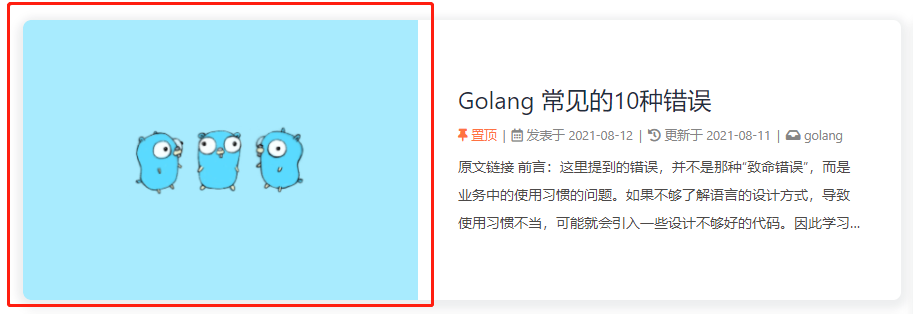 Golang 常见的10种错误
置顶 | 发表于 2021-08-12 | 更新于 2021-08-11 | golang
原文链接 前言：这里提到的错误，并不是那种“致命错误”，而是
业务中的使用习惯的问题。如果不够了解语言的设计方式，导致
使用习惯不当，可能就会引入一些设计不够好的代码。因此学习...